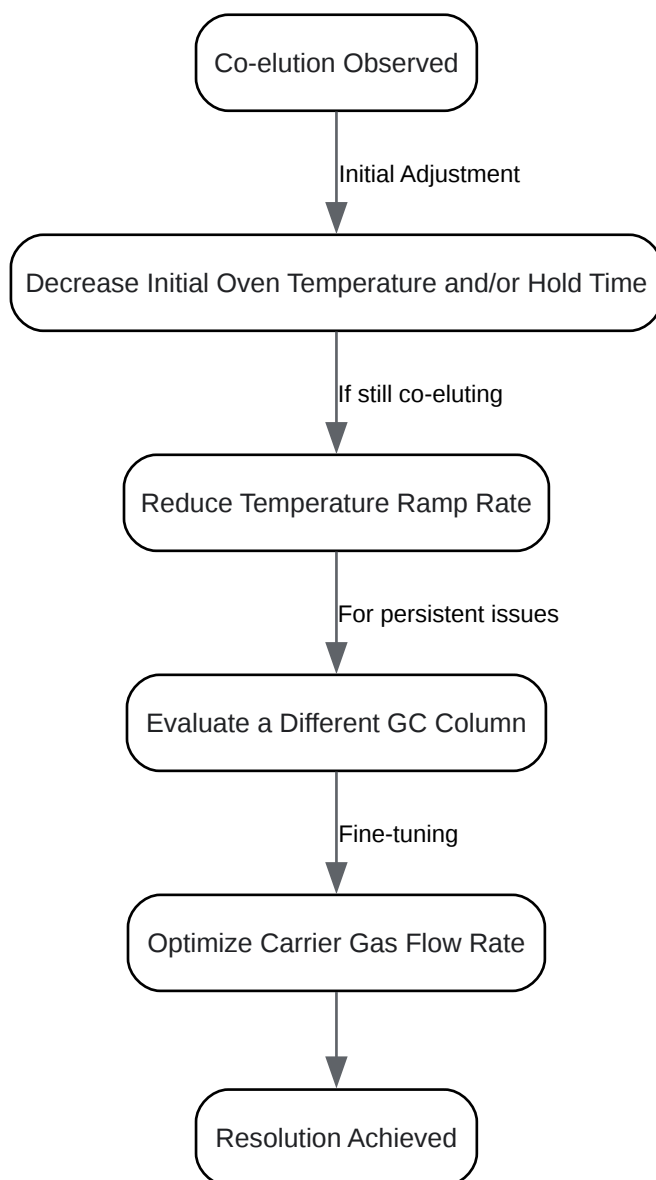 Co-elution Observed
Initial Adjustment
Decrease Initial Oven Temperature and/or Hold Time
If still co-eluting
Reduce Temperature Ramp Rate
For persistent issues
Evaluate a Different GC Column
Fine-tuning
Optimize Carrier Gas Flow Rate
Resolution Achieved